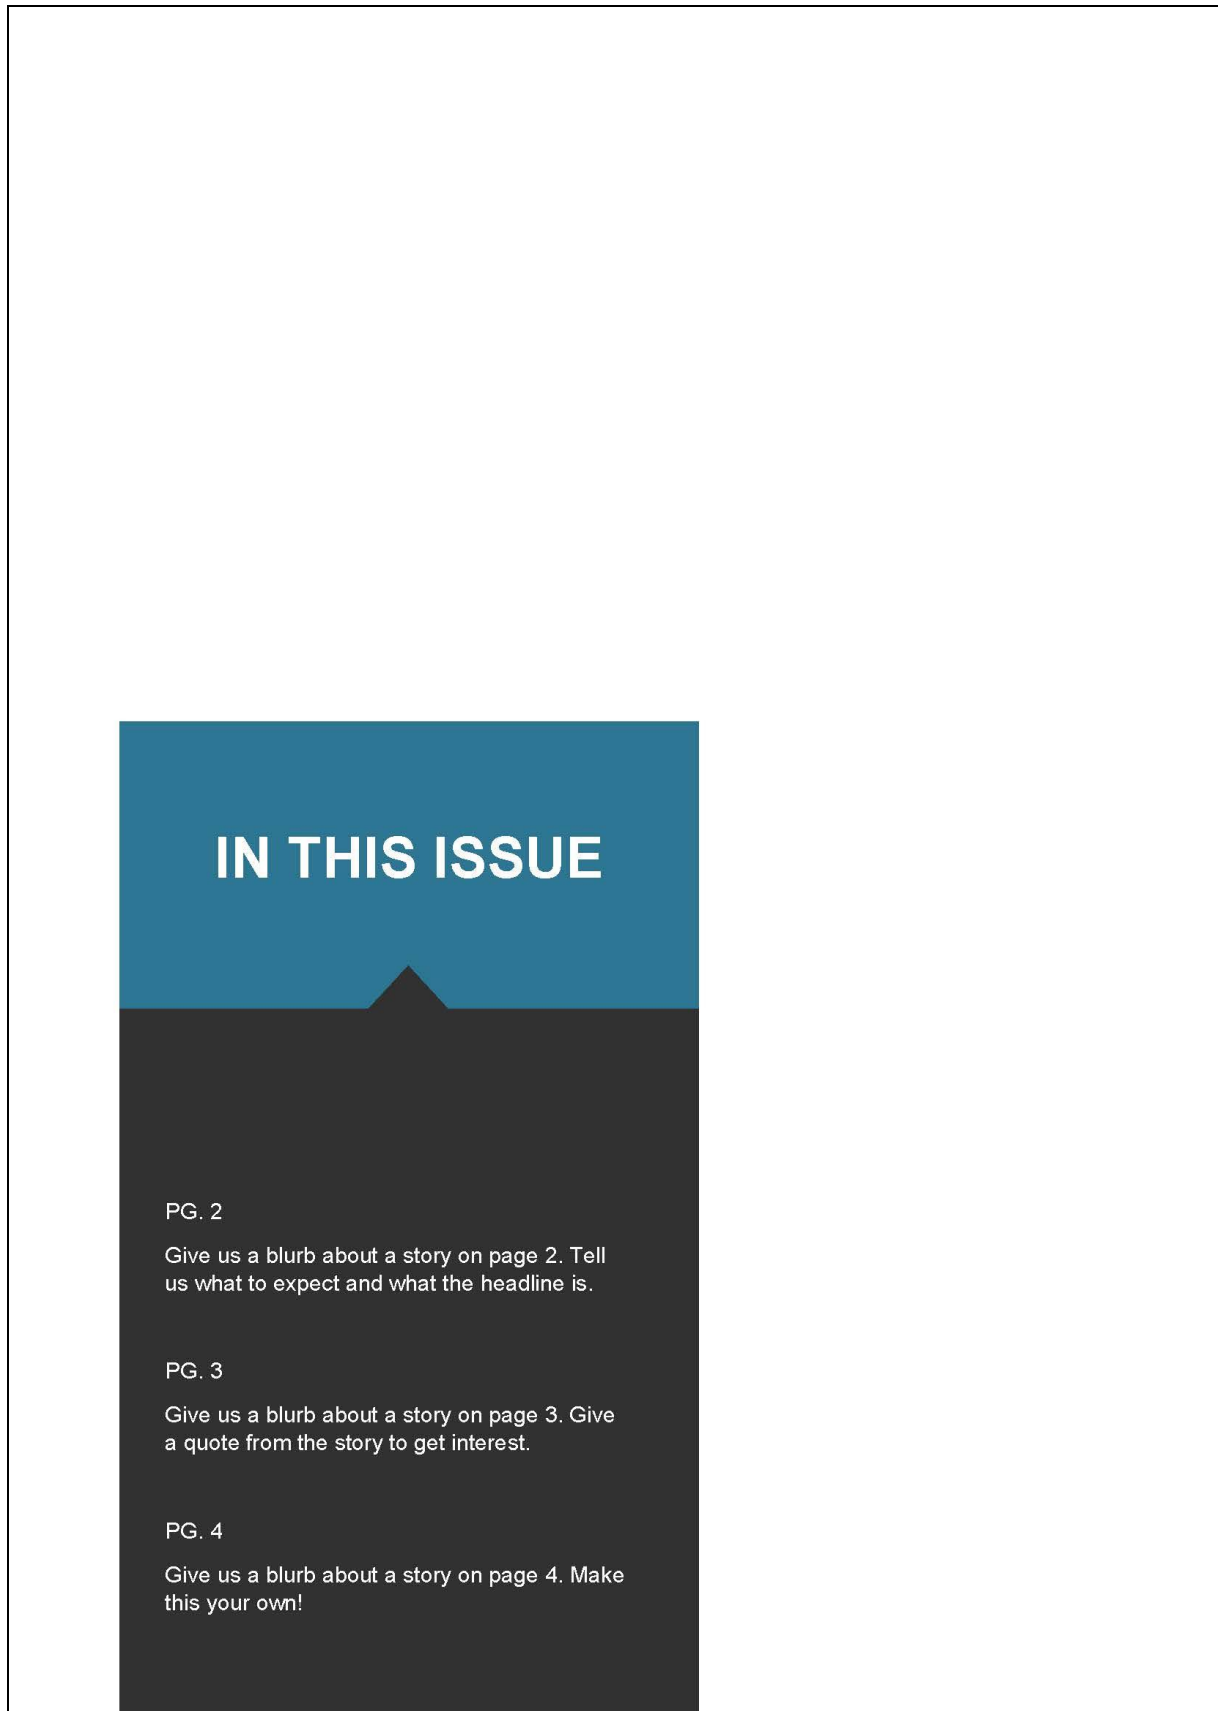 IN THIS ISSUE
PG. 2
Give us a blurb about a story on page 2. Tell
us what to expect and what the headline is.
PG. 3
Give us a blurb about a story on page 3. Give
a quote from the story to get interest.
PG. 4
Give us a blurb about a story on page 4. Make
this your own!